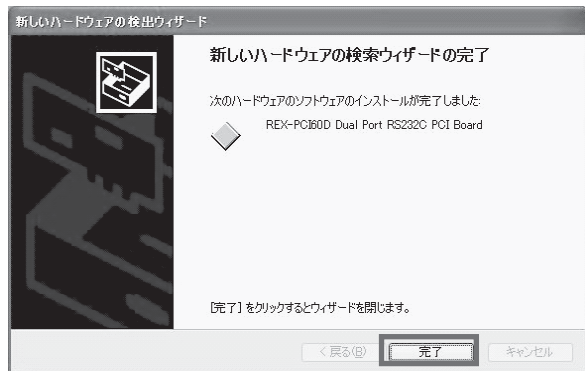 新しいハードウェアの検出ウィザード
新しいハードウェアの検索ウィザードの完了
次のハードウェアのソフトウェアのインストールが完了しました:
REX-PCI60D Dual Port RS232C PCI Board
[完了] をクリックするとウィザードを閉じます。
< 戻る(B)
完了
キャンセル